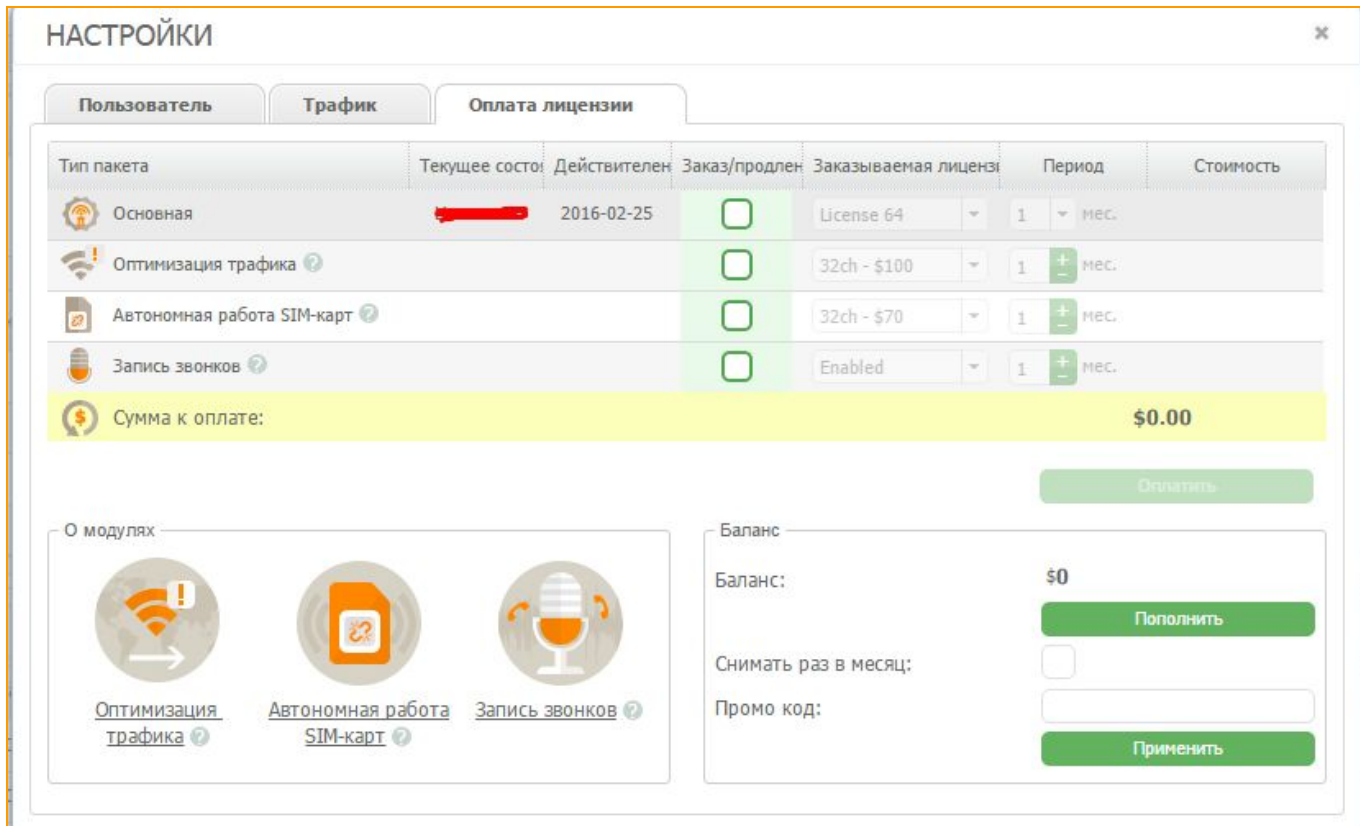 НАСТРОЙКИ
Пользователь Трафик Оплата лицензии
Тип пакета Текущее состоя Действителен Заказ/продлен Заказываемая лиценз Период Стоимость
Основная 2016-02-25 License 64 1 мес.
Оптимизация трафика ? 32ch - $100 1 мес.
Автономная работа SIM-карт ? 32ch - $70 1 мес.
Запись звонков ? Enabled 1 мес.
Сумма к оплате: $0.00
Оплатить
О модулях
Оптимизация
трафика ?
Автономная работа
SIM-карт ?
Запись звонков ?
Баланс
Баланс: $0
Пополнить
Снимать раз в месяц:
Промо код:
Применить